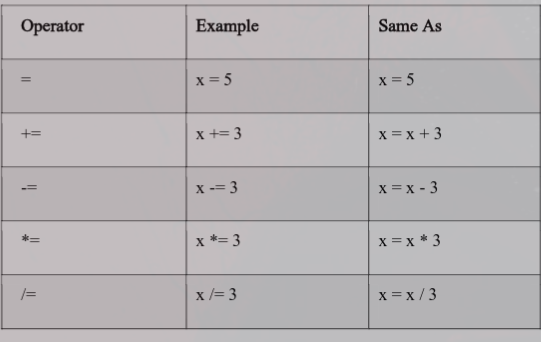 Operator Example Same As
= x = 5 x = 5
+= x += 3 x = x + 3
-= x -= 3 x = x - 3
*= x *= 3 x = x * 3
/= x /= 3 x = x / 3